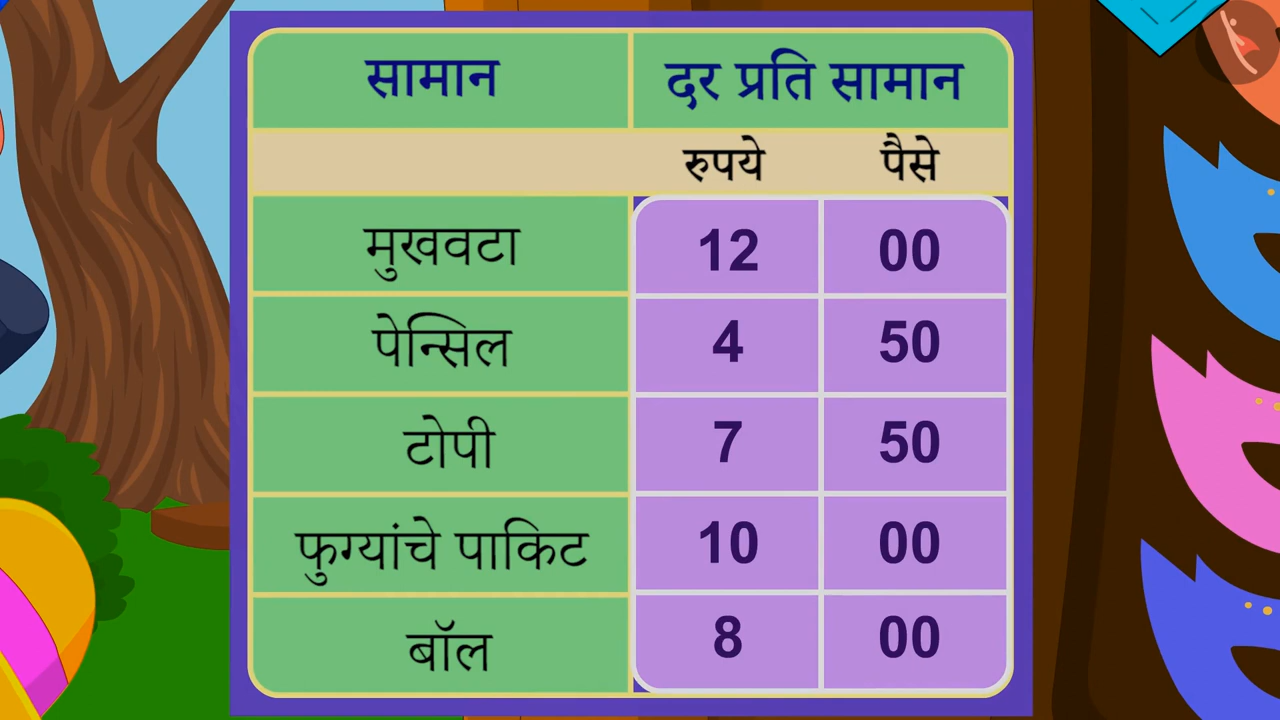 सामान दर प्रति सामान
रुपये पैसे
मुखवटा 12 00
पेन्सिल 4 50
टोपी 7 50
फुग्यांचे पाकिट 10 00
बॉल 8 00